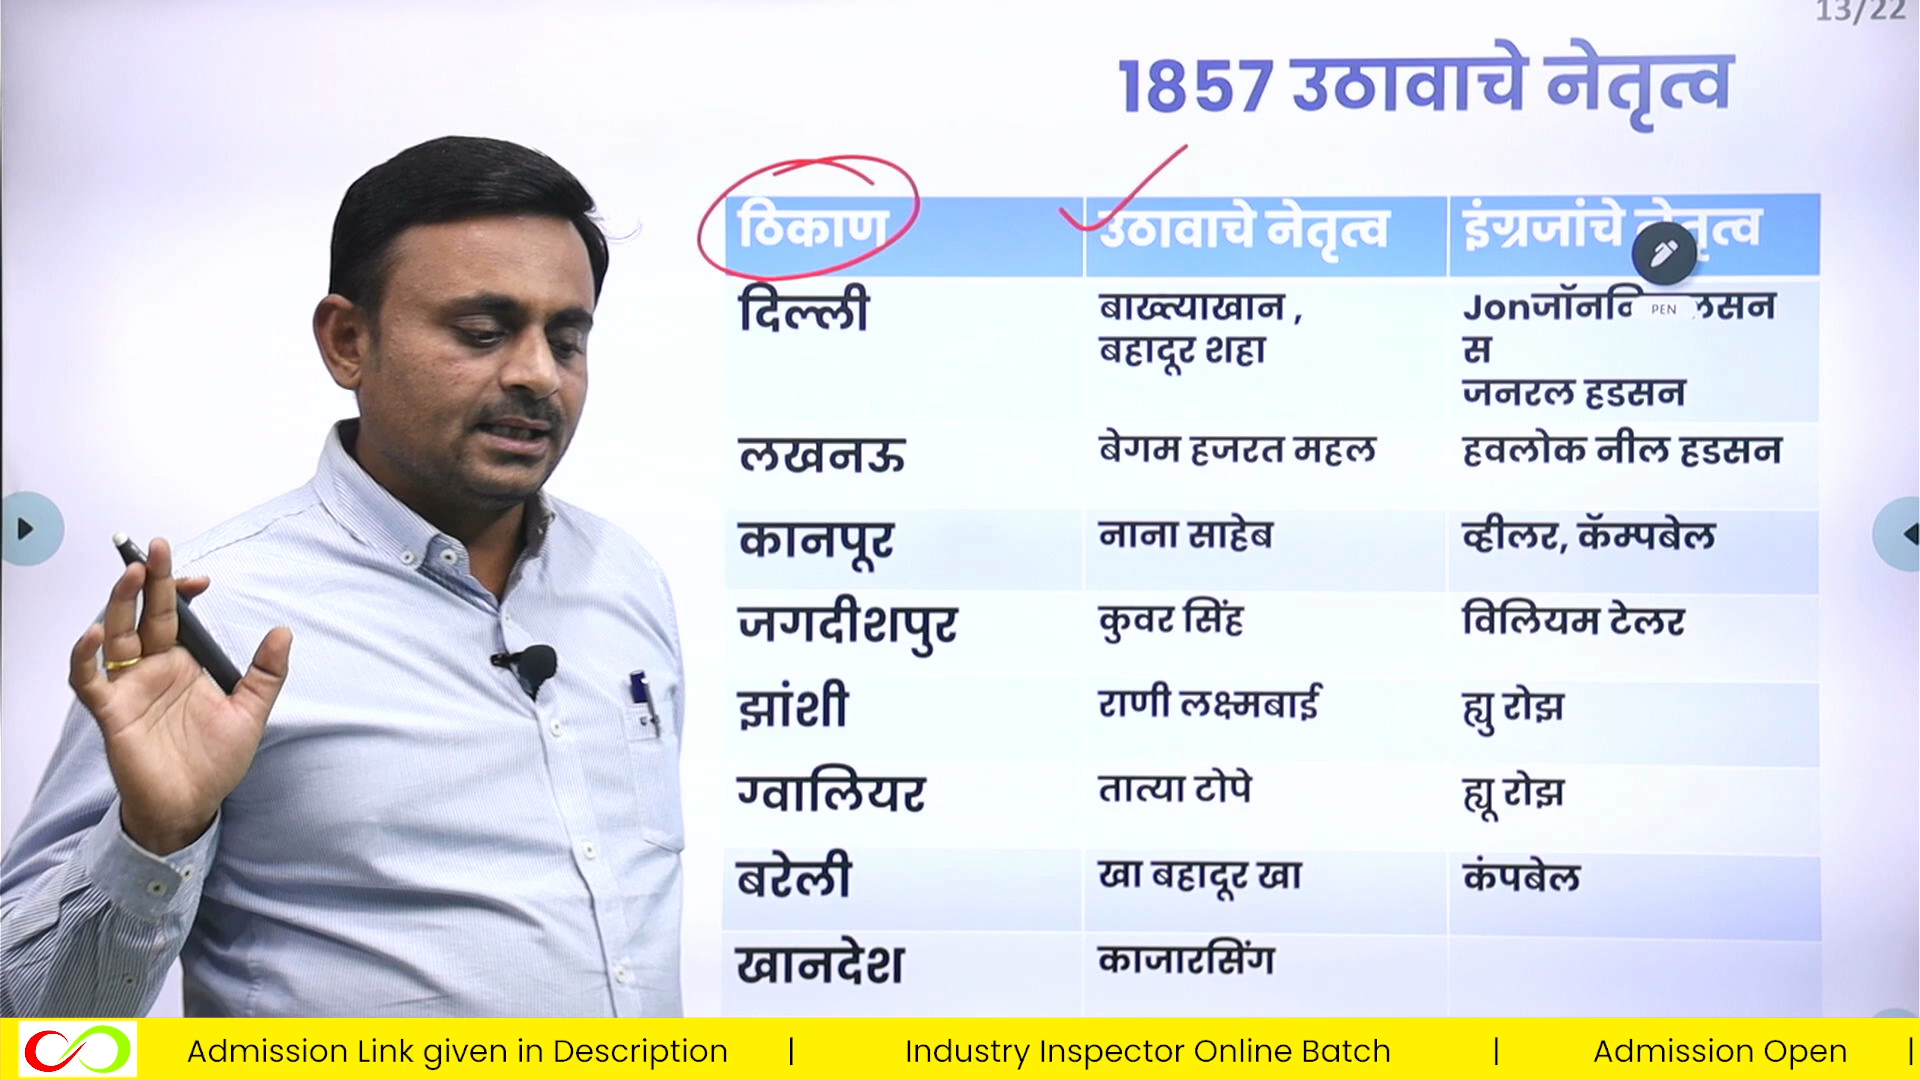 13/22
1857 उठावाचे नेतृत्व
ठिकाण उठावाचे नेतृत्व इंग्रजांचे
दिल्ली बाख्त्याखान , बहादूर शहा
स
जनरल हडसन
लखनऊ बेगम हजरत महल हवलोक नील हडसन
कानपूर नाना साहेब व्हीलर, कॅम्पबेल
जगदीशपुर कुवर सिंह विलियम टेलर
झांशी राणी लक्ष्मबाई ह्यु रोझ
ग्वालियर तात्या टोपे ह्यू रोझ
बरेली खा बहादूर खा कंपबेल
खानदेश काजारसिंग
PEN
Admission Link given in Description | Industry Inspector Online Batch | Admission Open |